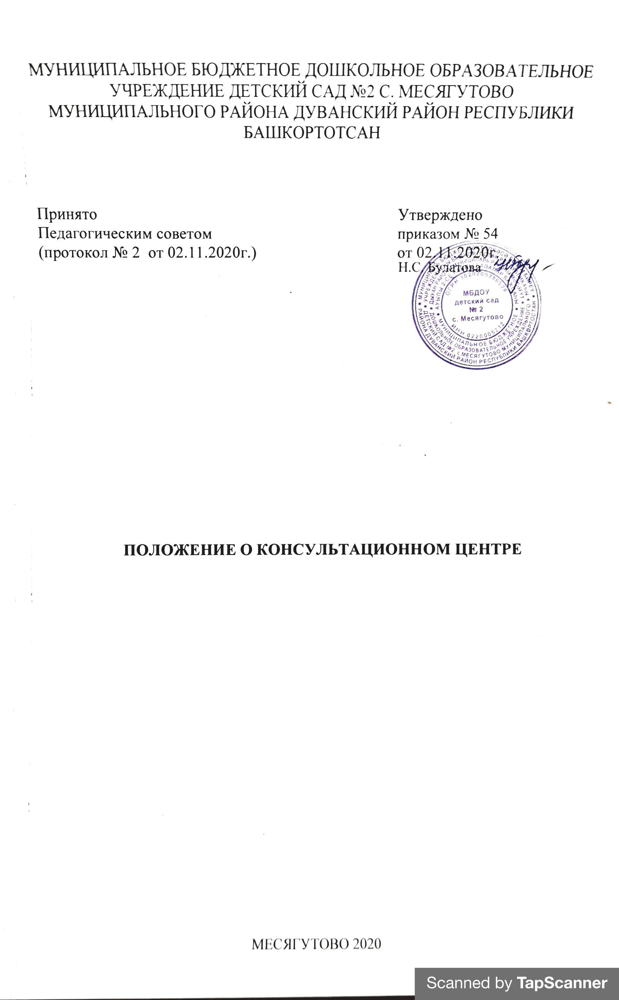 МУНИЦИПАЛЬНОЕ БЮДЖЕТНОЕ ДОШКОЛЬНОЕ ОБРАЗОВАТЕЛЬНОЕ
УЧРЕЖДЕНИЕ ДЕТСКИЙ САД №2 С. МЕСЯГУТОВО
МУНИЦИПАЛЬНОГО РАЙОНА ДУВАНСКИЙ РАЙОН РЕСПУБЛИКИ
БАШКОРТОТСАН
Принято
Педагогическим советом
(протокол № 2 от 02.11.2020г.)
Утверждено
приказом № 54
от 02.11.2020г.
Н.С. Булатова
ОГРН 1020200786528
МБДОУ
детский сад
№ 2
с. Месягутово
ИНН 0220005212
МУНИЦИПАЛЬНОЕ БЮДЖЕТНОЕ
ДОШКОЛЬНОЕ ОБРАЗОВАТЕЛЬНОЕ УЧРЕЖДЕНИЕ
ДЕТСКИЙ САД №2 с.МЕСЯГУТОВО МУНИЦИПАЛЬНОГО
РАЙОНА ДУВАНСКИЙ РАЙОН РЕСПУБЛИКИ БАШКОРТОСТАН
ПОЛОЖЕНИЕ О КОНСУЛЬТАЦИОННОМ ЦЕНТРЕ
МЕСЯГУТОВО 2020
Scanned by TapScanner